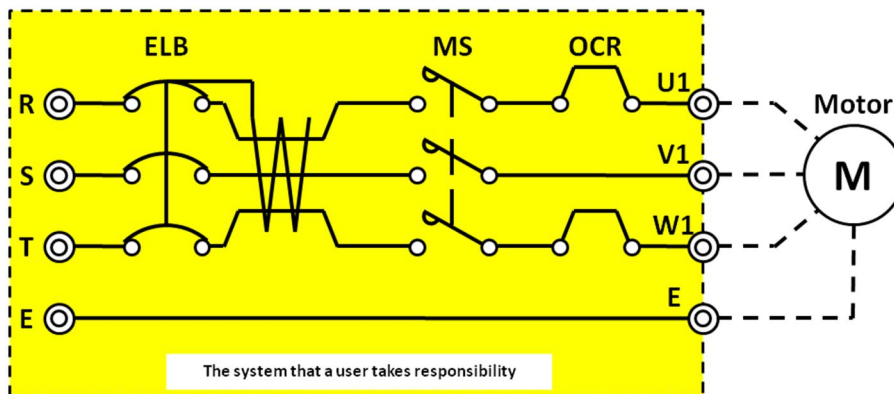 ELB MS OCR
R U1 Motor
S V1 M
T W1
E E
The system that a user takes responsibility